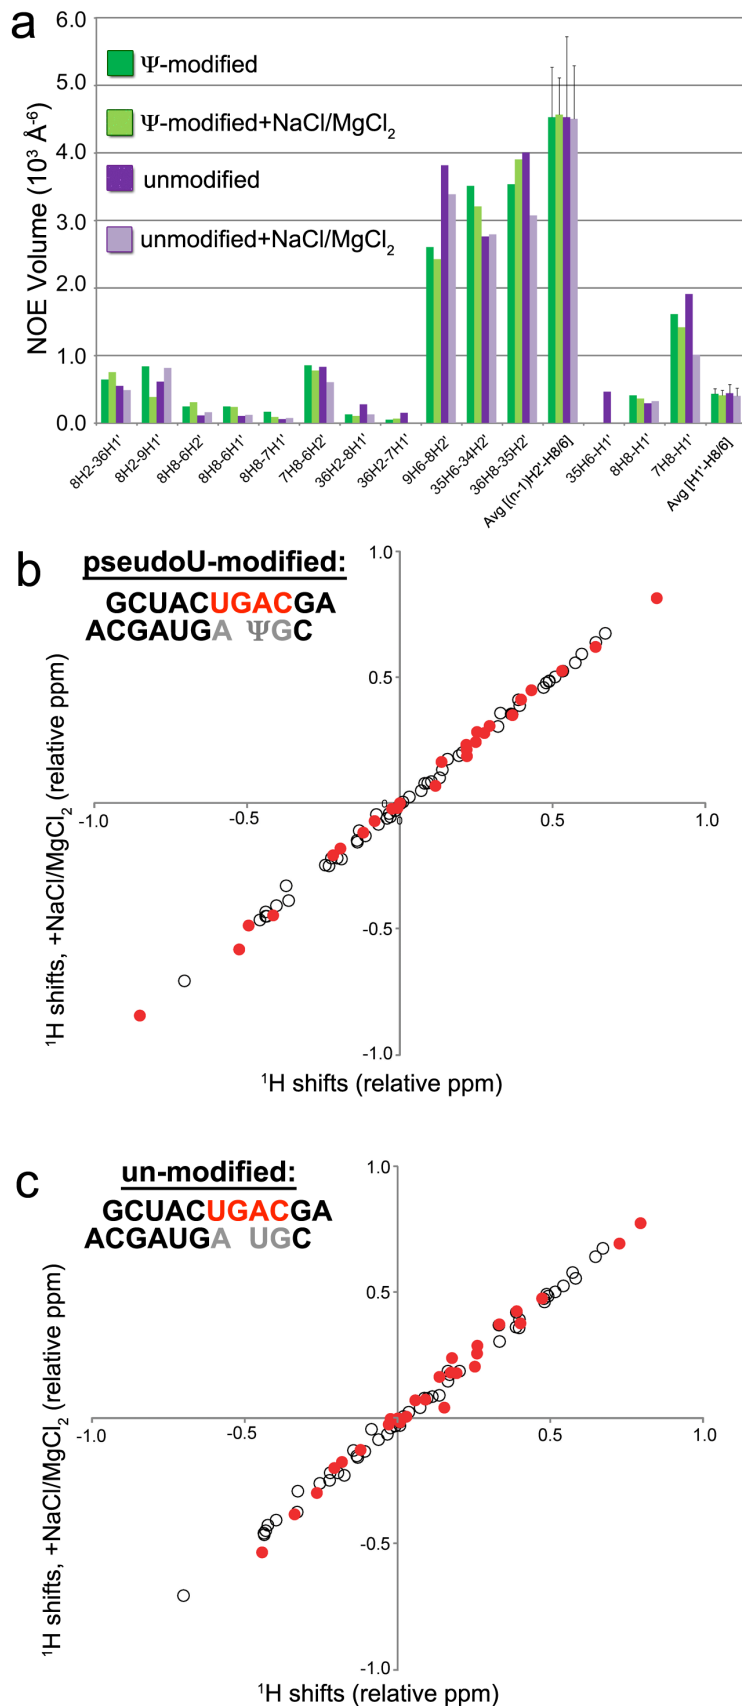 a
NOE Volume (10³ Å⁻⁶)
6.0
5.0
4.0
3.0
2.0
1.0
0.0
Ψ-modified
Ψ-modified+NaCl/MgCl₂
unmodified
unmodified+NaCl/MgCl₂
8H2-36H1'
8H2-9H1'
8H8-6H2'
8H8-6H1'
8H8-7H1'
7H8-6H2'
36H2-8H1'
36H2-7H1'
9H6-8H2'
35H6-34H2'
36H8-35H2'
Avg [(n-1)H2'-H8/6]
35H6-H1'
8H8-H1'
7H8-H1'
Avg [H1'-H8/6]
b
pseudoU-modified:
GCUACUGACGA
ACGAUGA ΨGC
¹H shifts, +NaCl/MgCl₂ (relative ppm)
1.0
0.5
0
0
-1.0
-0.5
0.5
1.0
-0.5
-1.0
¹H shifts (relative ppm)
c
un-modified:
GCUACUGACGA
ACGAUGA UGC
¹H shifts, +NaCl/MgCl₂ (relative ppm)
1.0
0.5
-1.0
-0.5
0.5
1.0
-0.5
-1.0
¹H shifts (relative ppm)